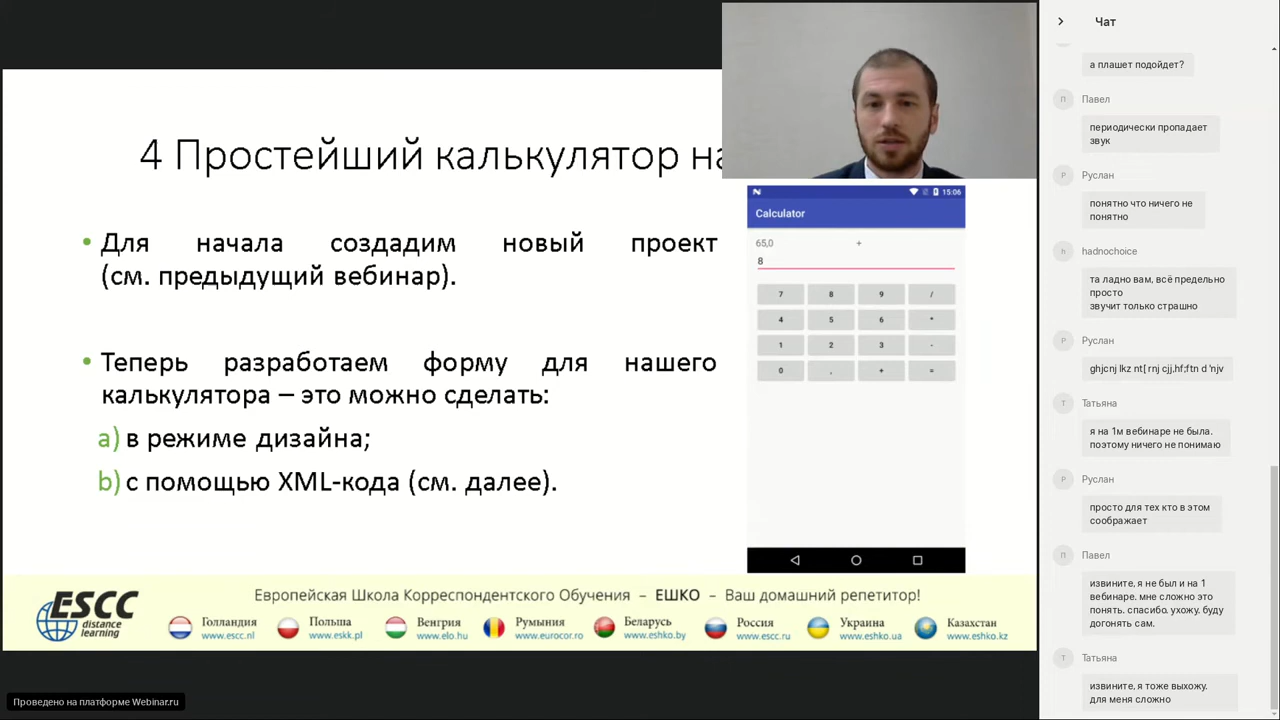 4 Простейший калькулятор на
• Для начала создадим новый проект
(см. предыдущий вебинар).
• Теперь разработаем форму для нашего
калькулятора – это можно сделать:
a) в режиме дизайна;
b) с помощью XML-кода (см. далее).
15:06
Calculator
65,0 +
8
7 8 9 /
4 5 6 *
1 2 3 -
0 . + =
ESCC
distance
learning
Европейская Школа Корреспондентского Обучения – ЕШКО – Ваш домашний репетитор!
Голландия
www.escc.nl
Польша
www.eskk.pl
Венгрия
www.elo.hu
Румыния
www.eurocor.ro
Беларусь
www.eshko.by
Россия
www.escc.ru
Украина
www.eshko.ua
Казахстан
www.eshko.kz
Проведено на платформе Webinar.ru
Чат
а плашет подойдет?
П Павел
периодически пропадает
звук
Р Руслан
понятно что ничего не
понятно
h hadnochoice
та ладно вам, всё предельно
просто
звучит только страшно
Р Руслан
ghjcnj lkz nt[ rnj cjj,hf;ftn d 'njv
Т Татьяна
я на 1м вебинаре не была.
поэтому ничего не понимаю
Р Руслан
просто для тех кто в этом
соображает
П Павел
извините, я не был и на 1
вебинаре. мне сложно это
понять. спасибо. ухожу. буду
догонять сам.
Т Татьяна
извините, я тоже выхожу.
для меня сложно